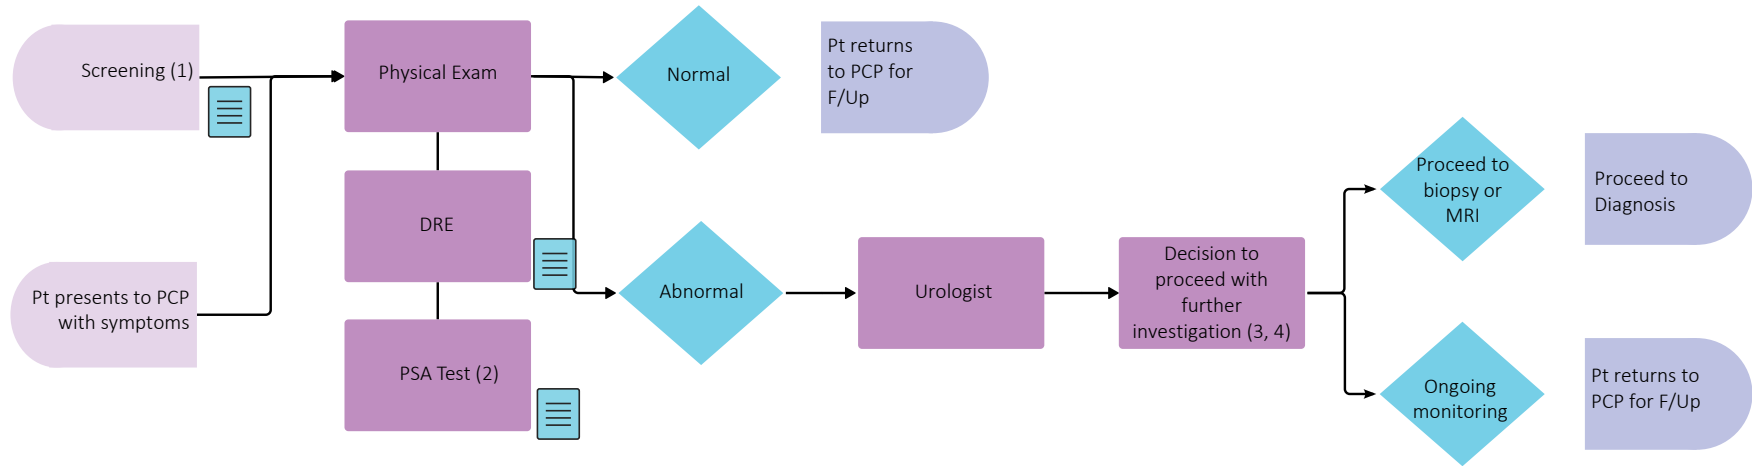 Screening (1)
Physical Exam
Normal
Pt returns
to PCP for
F/Up
Proceed to
biopsy or
MRI
Proceed to
Diagnosis
DRE
Pt presents to PCP
with symptoms
Abnormal
Urologist
Decision to
proceed with
further
investigation (3, 4)
PSA Test (2)
Ongoing
monitoring
Pt returns to
PCP for F/Up